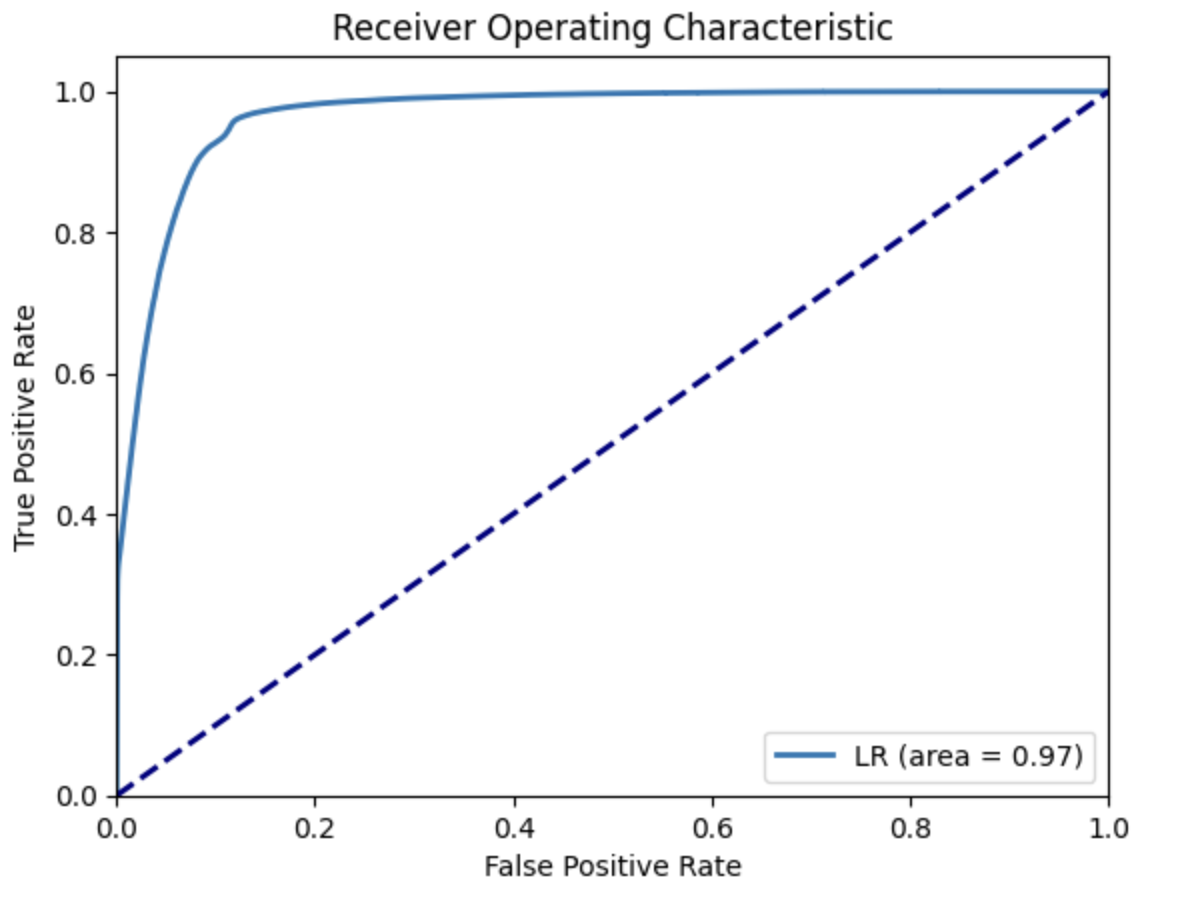 Receiver Operating Characteristic
1.0
0.8
0.6
0.4
0.2
0.0
True Positive Rate
LR (area = 0.97)
0.0 0.2 0.4 0.6 0.8 1.0
False Positive Rate